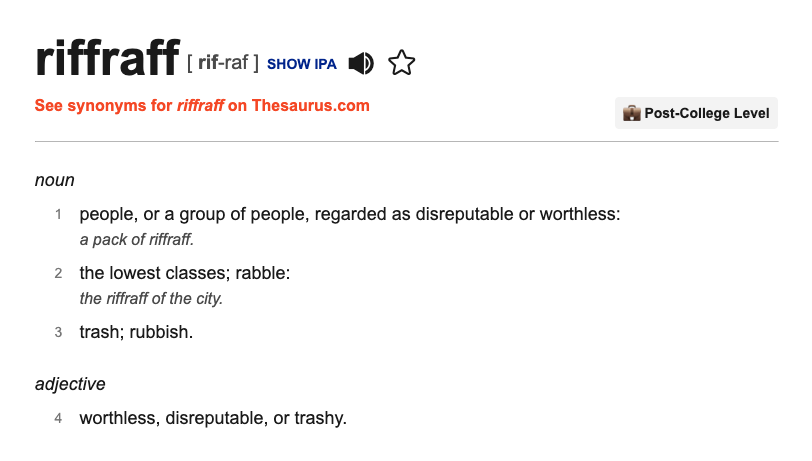 riffraff [ rif-raf ] SHOW IPA
See synonyms for riffraff on Thesaurus.com
Post-College Level
noun
1 people, or a group of people, regarded as disreputable or worthless:
a pack of riffraff.
2 the lowest classes; rabble:
the riffraff of the city.
3 trash; rubbish.
adjective
4 worthless, disreputable, or trashy.